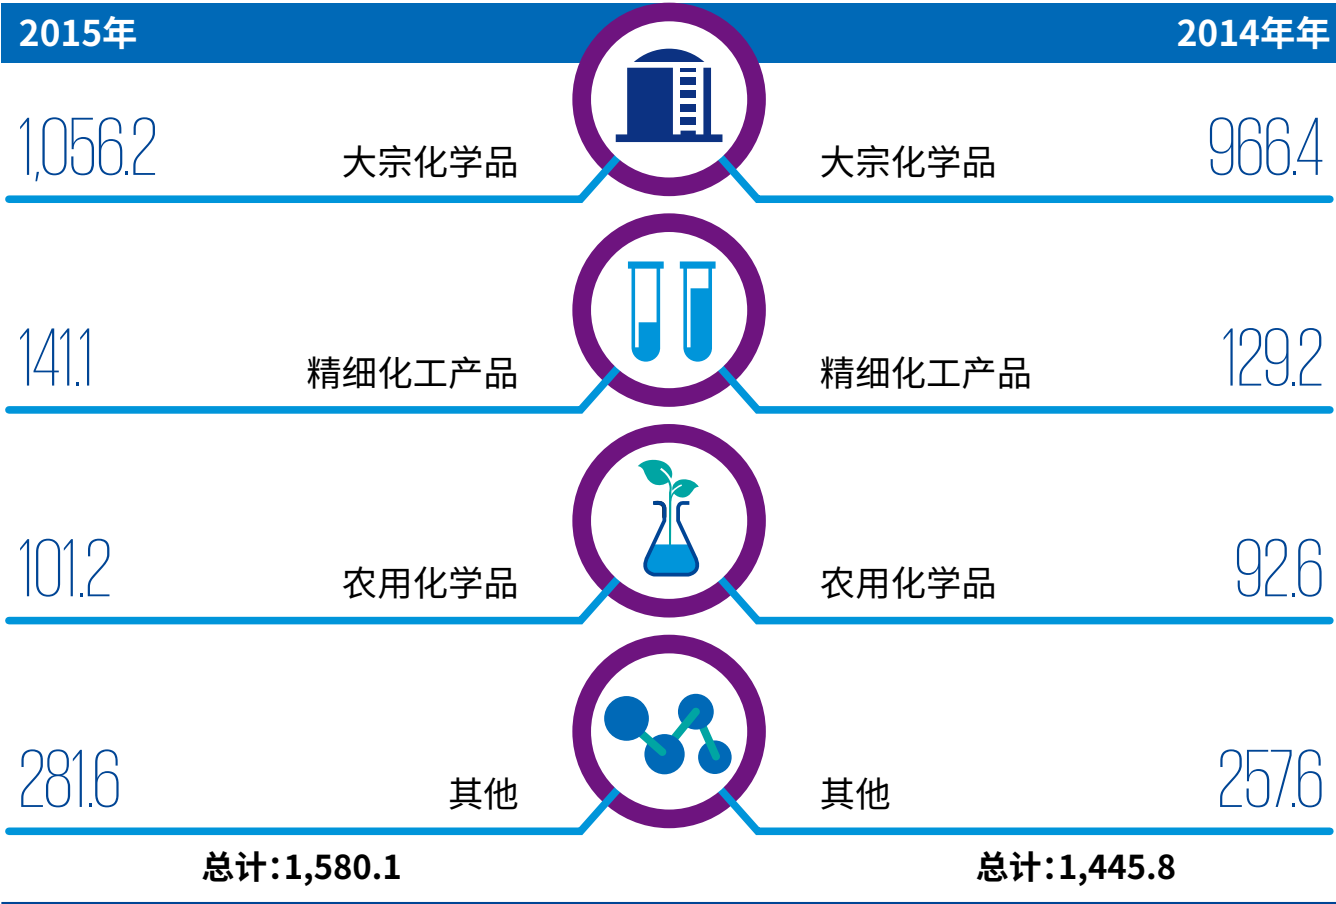 2015年
2014年年
1,056.2
大宗化学品
大宗化学品
966.4
141.1
精细化工产品
精细化工产品
129.2
101.2
农用化学品
农用化学品
92.6
281.6
其他
其他
257.6
总计：1,580.1
总计：1,445.8